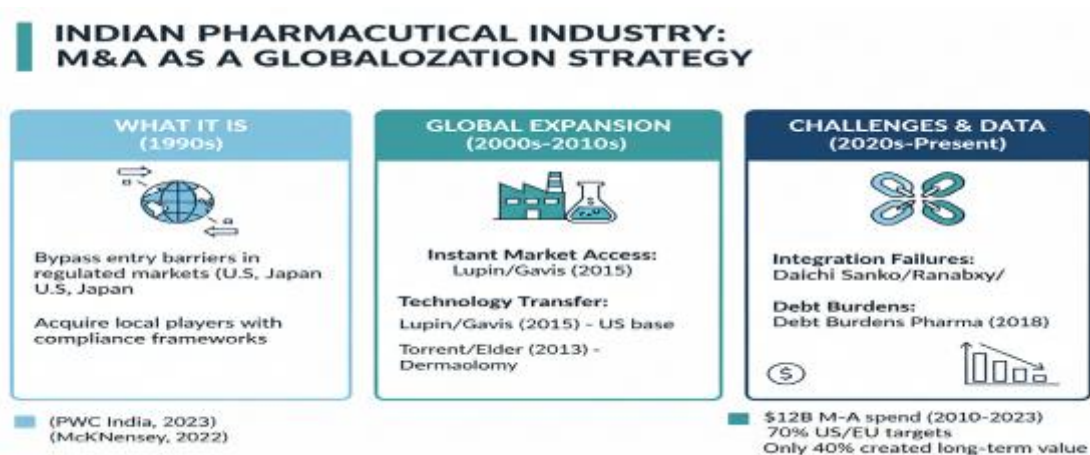 INDIAN PHARMACUTICAL INDUSTRY:
M&A AS A GLOBALOZATION STRATEGY
WHAT IT IS
(1990s)
Bypass entry barriers in
regulated markets (U.S, Japan
U.S, Japan
Acquire local players with
compliance frameworks
GLOBAL EXPANSION
(2000s-2010s)
Instant Market Access:
Lupin/Gavis (2015)
Technology Transfer:
Lupin/Gavis (2015) - US base
Torrent/Elder (2013) -
Dermaolomy
CHALLENGES & DATA
(2020s-Present)
Integration Failures:
Daichi Sanko/Ranabxy/
Debt Burdens:
Debt Burdens Pharma (2018)
$
(PWC India, 2023)
(McKNensey, 2022)
$12B M-A spend (2010-2023)
70% US/EU targets
Only 40% created long-term value